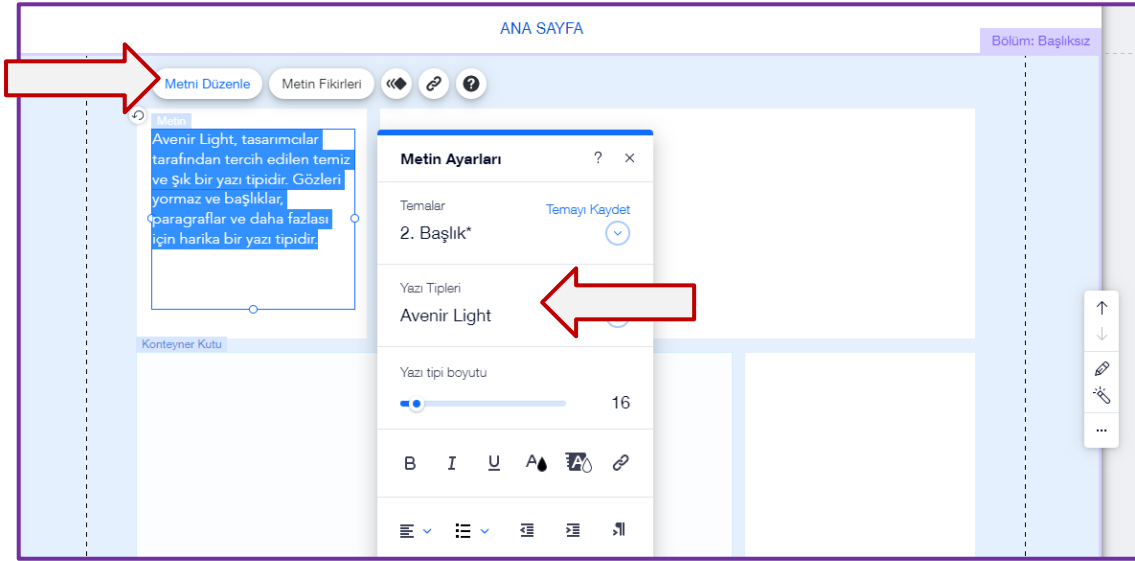 ANA SAYFA
Bölüm: Başlıksız
Metni Düzenle
Metin Fikirleri
?
Metin
Avenir Light, tasarımcılar
tarafından tercih edilen temiz
ve şık bir yazı tipidir. Gözleri
yormaz ve başlıklar,
paragraflar ve daha fazlası
için harika bir yazı tipidir.
Metin Ayarları ? ×
Temalar
Temayı Kaydet
2. Başlık*
Yazı Tipleri
Avenir Light
Konteyner Kutu
Yazı tipi boyutu
16
B I U A A